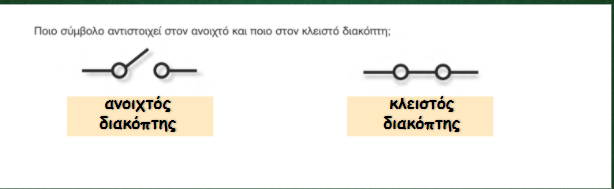 Ποιο σύμβολο αντιστοιχεί στον ανοιχτό και ποιο στον κλειστό διακόπτη;
ανοιχτός
διακόπτης
κλειστός
διακόπτης